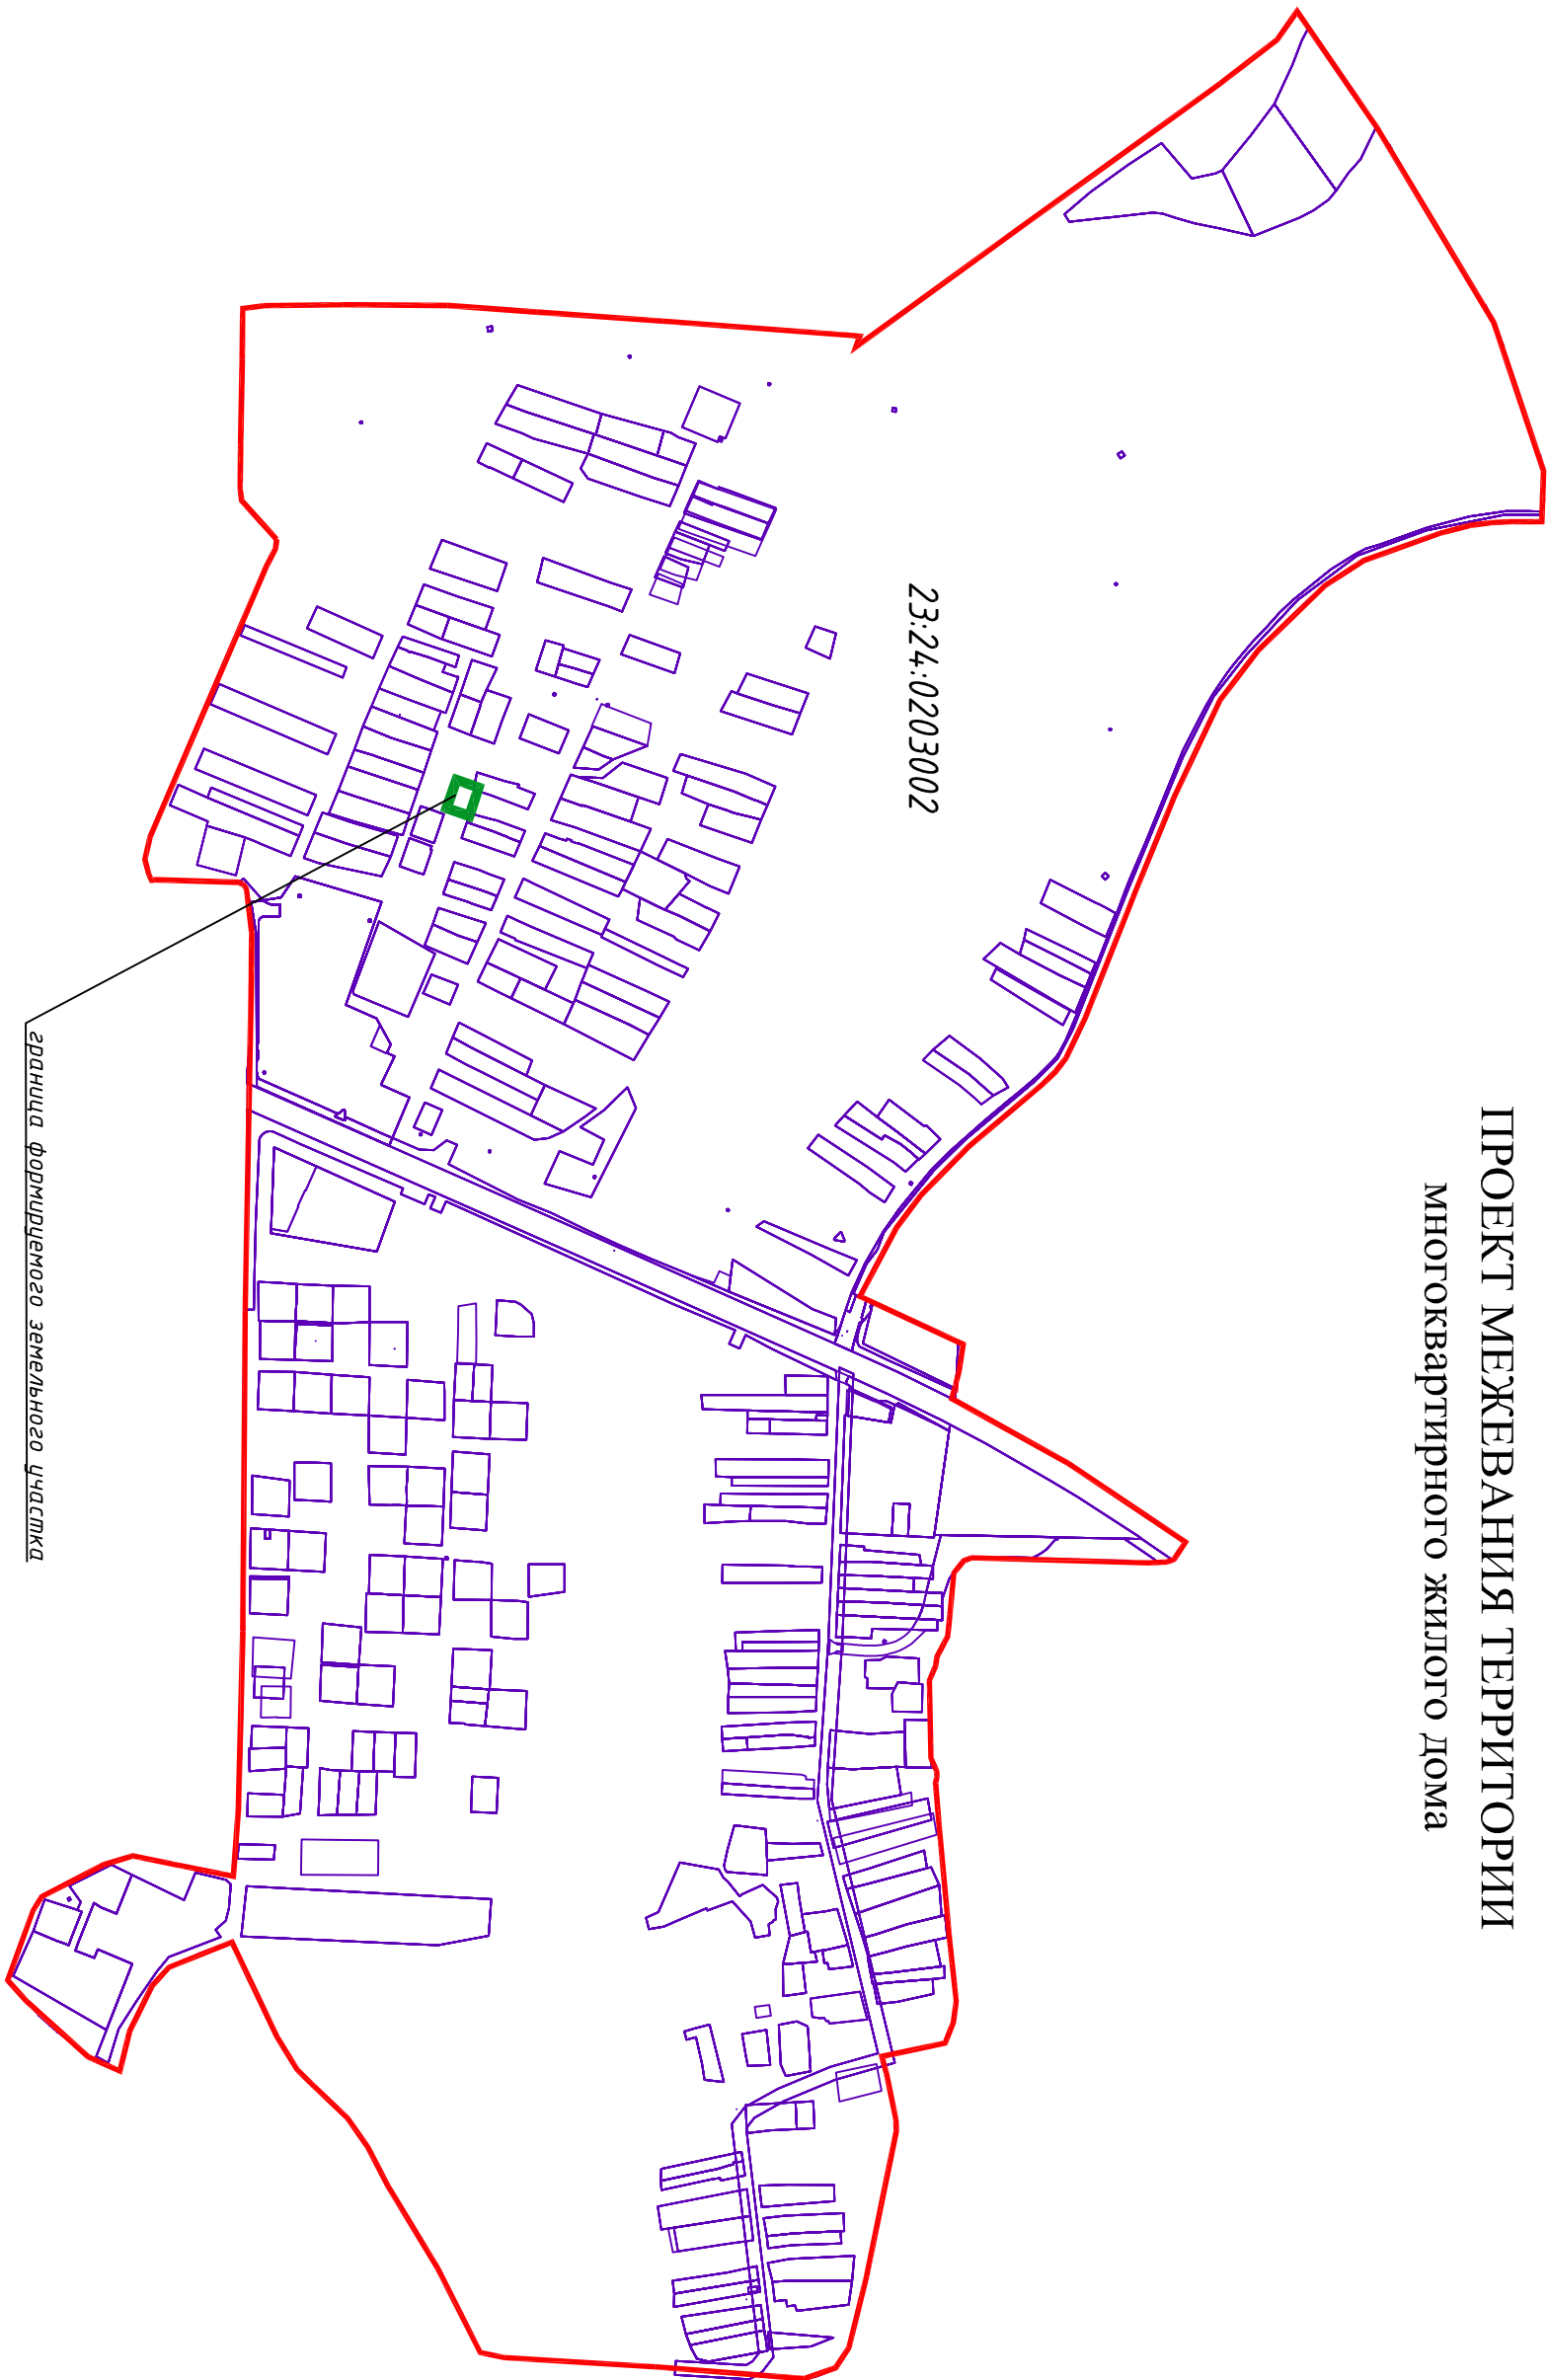 ПРОЕКТ МЕЖЕВАНИЯ ТЕРРИТОРИИ
многоквартирного жилого дома
23:24:0203002
граница формируемого земельного участка